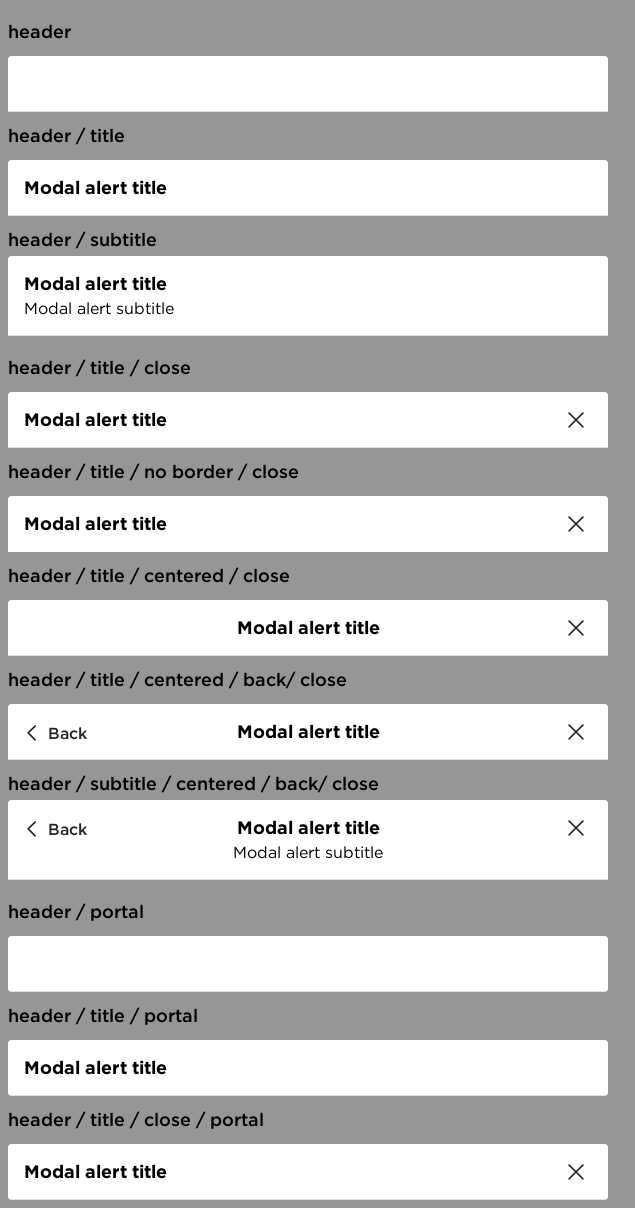 header
header / title
Modal alert title
header / subtitle
Modal alert title
Modal alert subtitle
header / title / close
Modal alert title
header / title / no border / close
Modal alert title
header / title / centered / close
Modal alert title
header / title / centered / back/ close
Back Modal alert title
header / subtitle / centered / back/ close
Back Modal alert title
Modal alert subtitle
header / portal
header / title / portal
Modal alert title
header / title / close / portal
Modal alert title